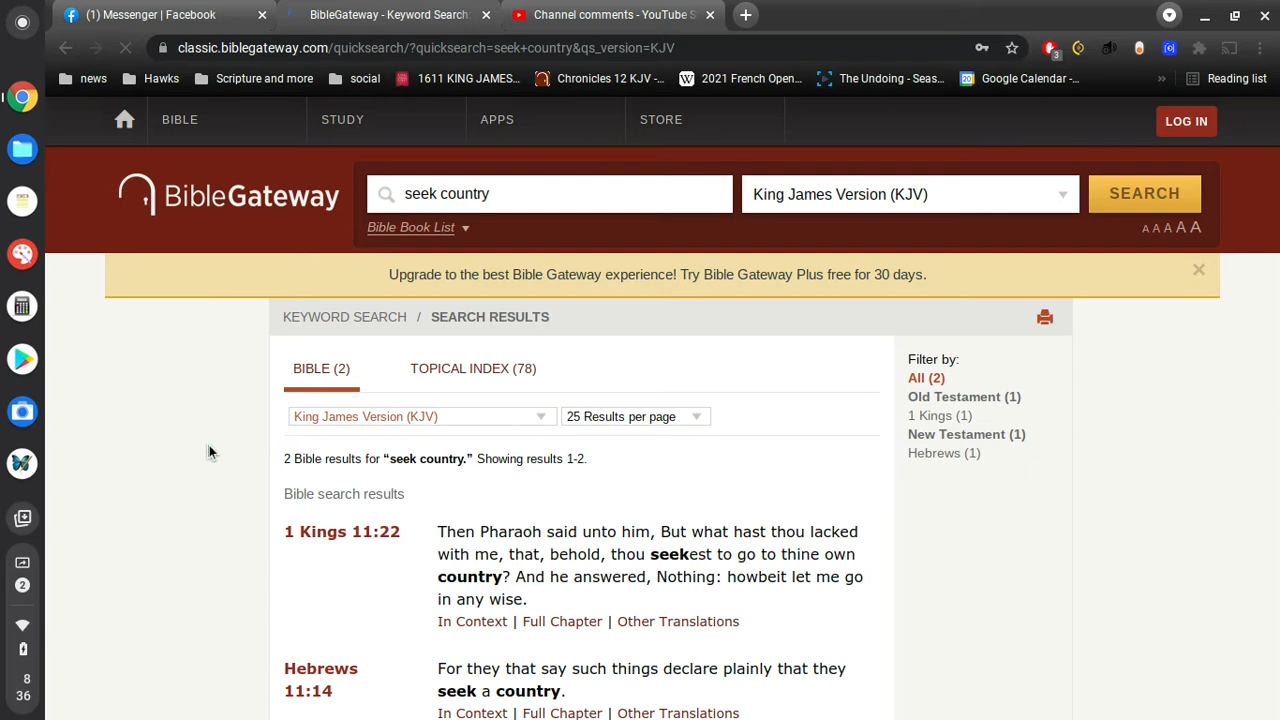 (1) Messenger | Facebook
BibleGateway - Keyword Search:
Channel comments - YouTube S
classic.biblegateway.com/quicksearch/?quicksearch=seek+country&qs_version=KJV
3
news
Hawks
Scripture and more
social
1611 KING JAMES...
Chronicles 12 KJV -...
W
2021 French Open...
The Undoing - Seas...
20
Google Calendar -...
»
Reading list
BIBLE
STUDY
APPS
STORE
LOG IN
BibleGateway
seek country
King James Version (KJV)
SEARCH
Bible Book List
A A A A A
Upgrade to the best Bible Gateway experience! Try Bible Gateway Plus free for 30 days.
KEYWORD SEARCH / SEARCH RESULTS
BIBLE (2)
TOPICAL INDEX (78)
King James Version (KJV)
25 Results per page
2 Bible results for “seek country.” Showing results 1-2.
Bible search results
1 Kings 11:22
Then Pharaoh said unto him, But what hast thou lacked
with me, that, behold, thou seekest to go to thine own
country? And he answered, Nothing: howbeit let me go
in any wise.
In Context | Full Chapter | Other Translations
Hebrews
11:14
For they that say such things declare plainly that they
seek a country.
In Context | Full Chapter | Other Translations
Filter by:
All (2)
Old Testament (1)
1 Kings (1)
New Testament (1)
Hebrews (1)
2
8
36